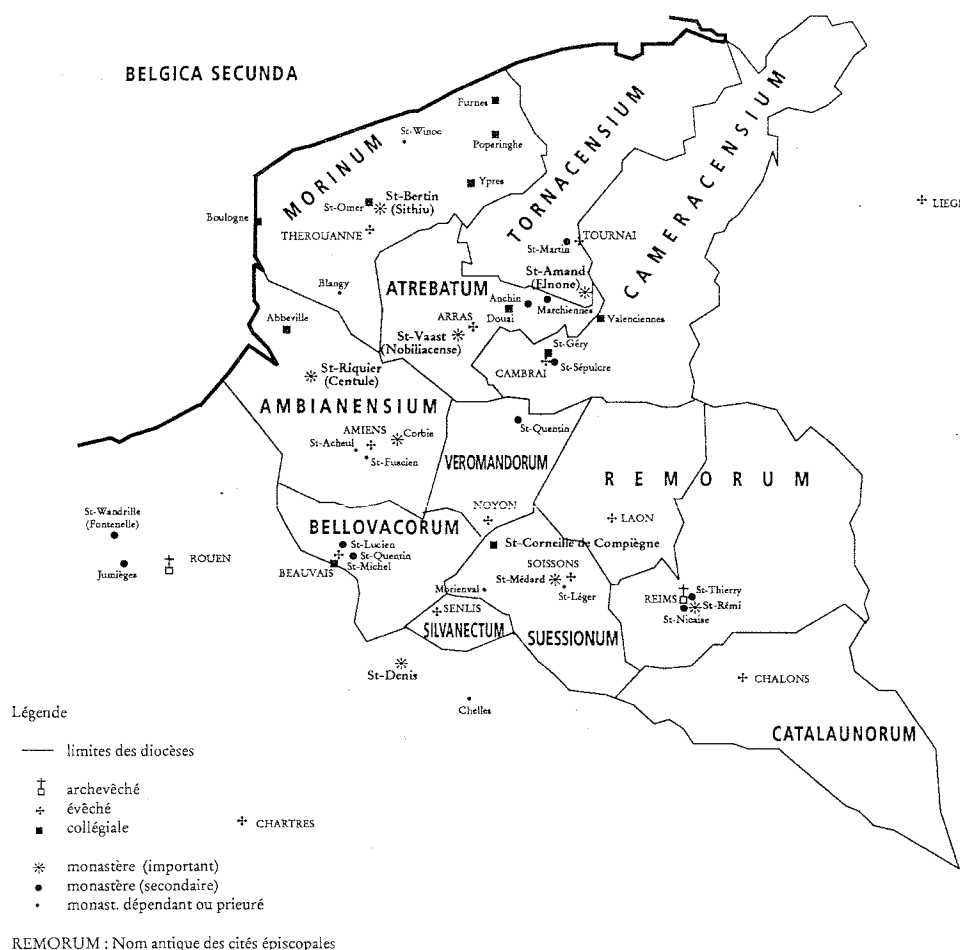 BELGICA SECUNDA
Furnes
St-Winoc
Poperinghe
MORINUM
Ypres
TORNACENSIUM
CAMERACENSIUM
St-Bertin
(Sithiu)
St-Omer
Boulogne
THEROUANNE
LIEGE
St-Martin
TOURNAI
St-Amand
(Elnone)
Blangy
ATREBATUM
Anchin
Marchiennes
Douai
Valenciennes
Abbeville
ARRAS
St-Vaast
(Nobiliacense)
St-Géry
CAMBRAI
St-Sépulcre
St-Riquier
(Centule)
AMBIANENSIUM
AMIENS
Corbie
St-Acheul
St-Fuscien
St-Quentin
VEROMANDORUM
REMORUM
St-Wandrille
(Fontenelle)
NOYON
LAON
BELLOVACORUM
ROUEN
Jumièges
St-Lucien
St-Quentin
St-Michel
BEAUVAIS
St-Corneille de Compiègne
SOISSONS
St-Médard
St-Léger
Morienval
SENLIS
SILVANECTUM
SUESSIONUM
REIMS
St-Thierry
St-Rémi
St-Nicaise
St-Denis
Chelles
CHALONS
CATALAUNORUM
CHARTRES
Légende
limites des diocèses
archevêché
évêché
collégiale
monastère (important)
monastère (secondaire)
monast. dépendant ou prieuré
REMORUM : Nom antique des cités épiscopales